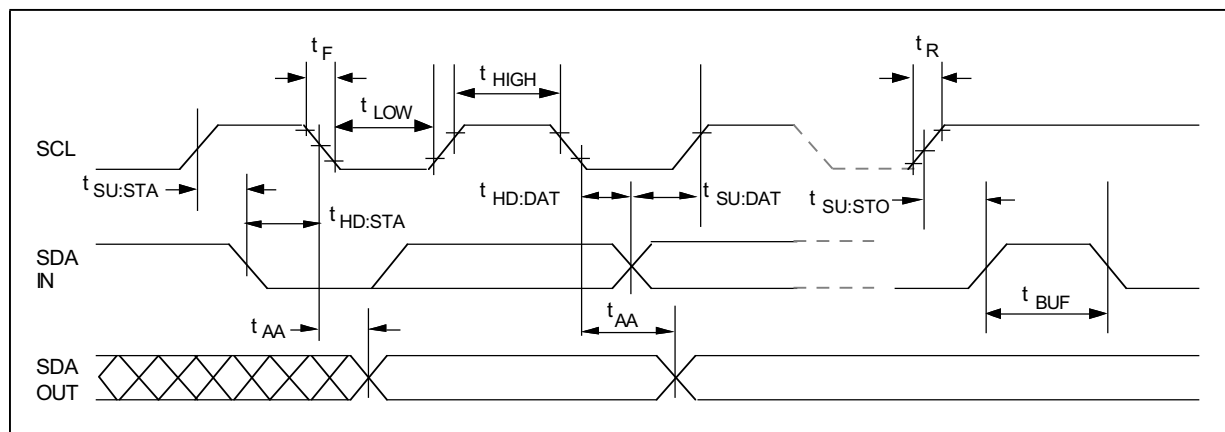 t F
t R
t HIGH
t LOW
SCL
t SU:STA
t HD:STA
t HD:DAT
t SU:DAT
t SU:STO
SDA
IN
t BUF
t AA
t AA
SDA
OUT